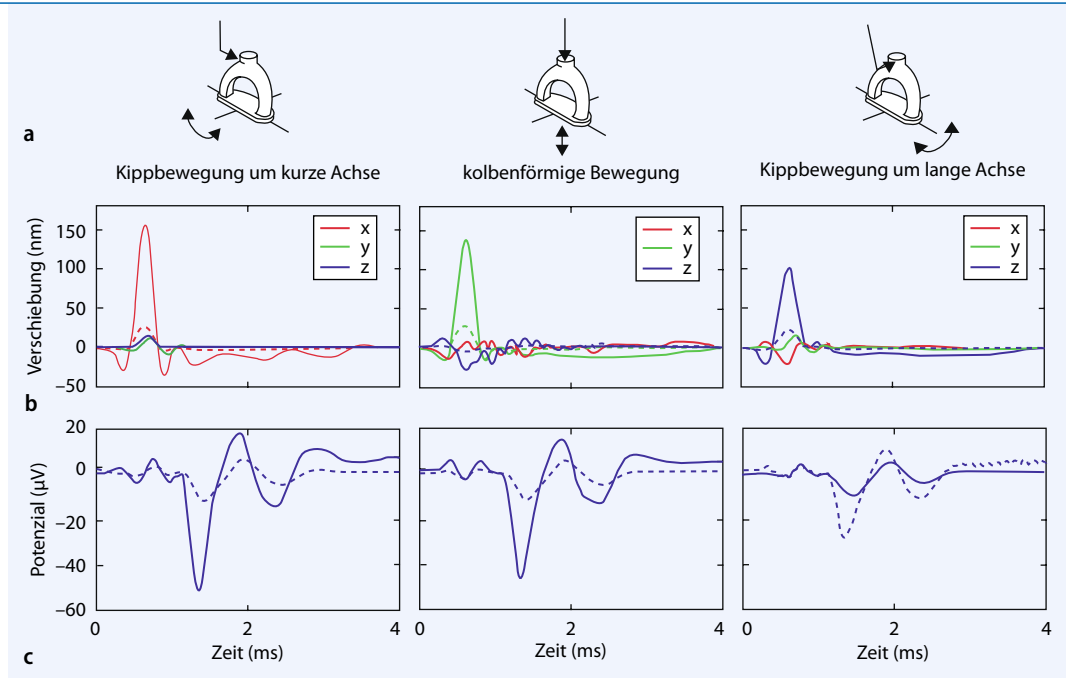 a
Kippbewegung um kurze Achse
kolbenförmige Bewegung
Kippbewegung um lange Achse
Verschiebung (nm)
150
100
50
0
–50
x
y
z
x
y
z
x
y
z
b
Potenzial (µV)
20
0
–20
–40
–60
0
2
4
0
2
4
0
2
4
Zeit (ms)
Zeit (ms)
Zeit (ms)
c